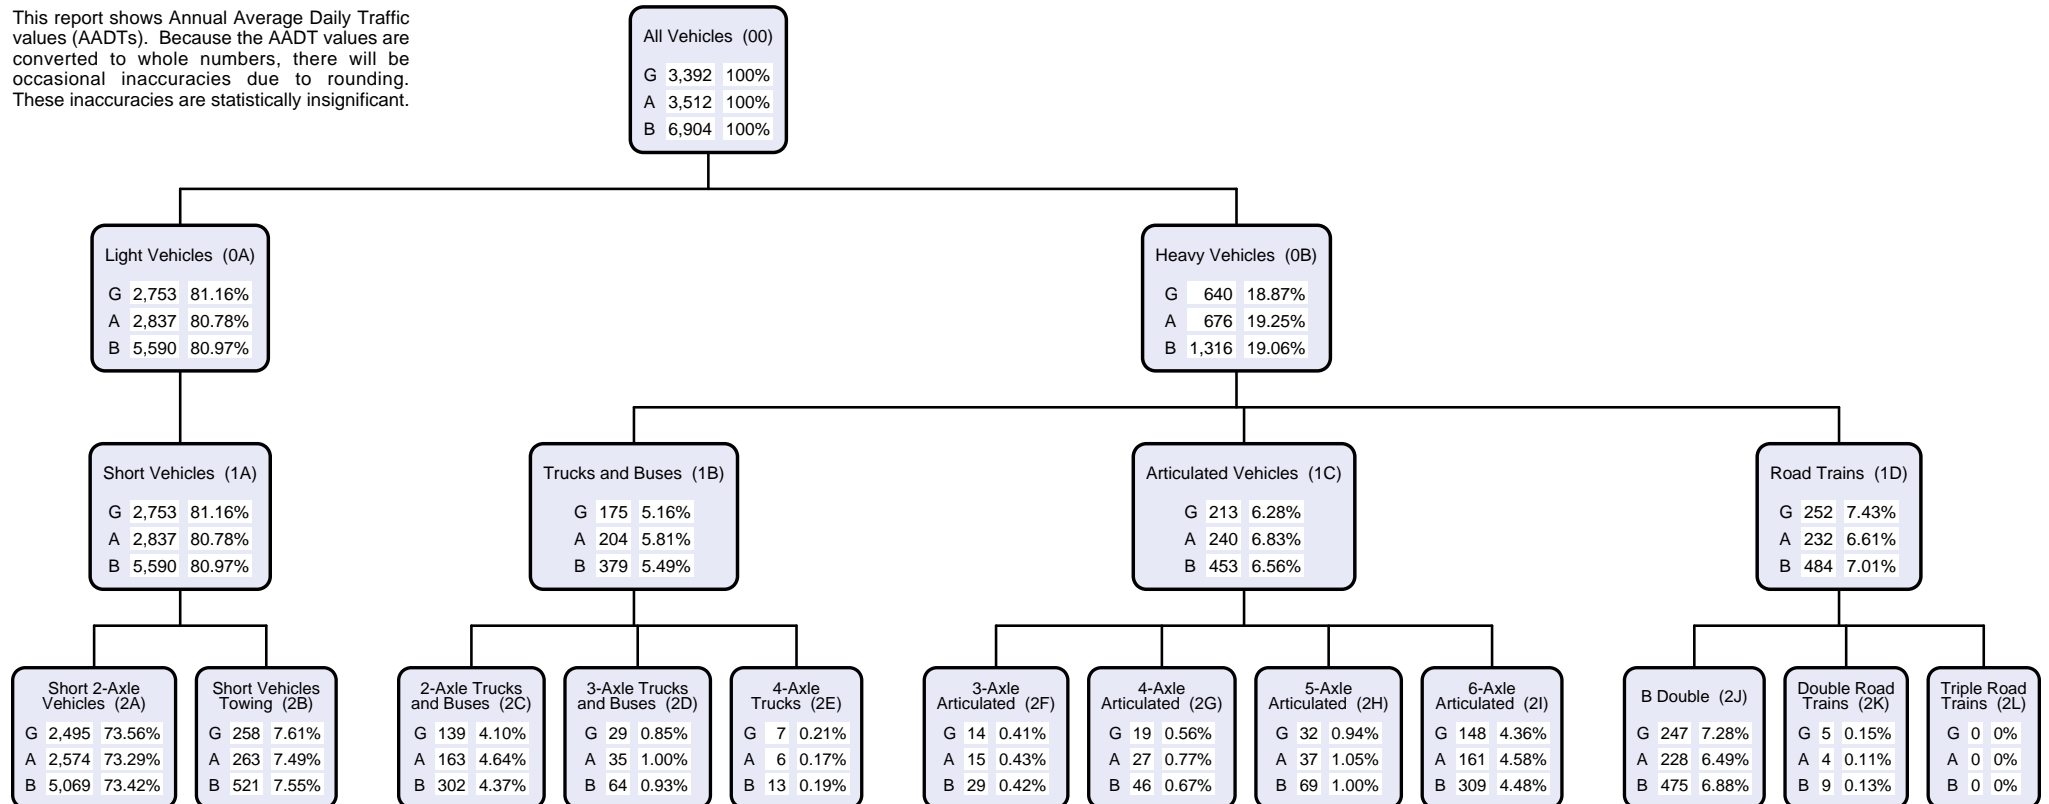 This report shows Annual Average Daily Traffic
values (AADTs). Because the AADT values are
converted to whole numbers, there will be
occasional inaccuracies due to rounding.
These inaccuracies are statistically insignificant.
All Vehicles (00)
G 3,392 100%
A 3,512 100%
B 6,904 100%
Light Vehicles (0A)
G 2,753 81.16%
A 2,837 80.78%
B 5,590 80.97%
Heavy Vehicles (0B)
G 640 18.87%
A 676 19.25%
B 1,316 19.06%
Short Vehicles (1A)
G 2,753 81.16%
A 2,837 80.78%
B 5,590 80.97%
Trucks and Buses (1B)
G 175 5.16%
A 204 5.81%
B 379 5.49%
Articulated Vehicles (1C)
G 213 6.28%
A 240 6.83%
B 453 6.56%
Road Trains (1D)
G 252 7.43%
A 232 6.61%
B 484 7.01%
Short 2-Axle
Vehicles (2A)
G 2,495 73.56%
A 2,574 73.29%
B 5,069 73.42%
Short Vehicles
Towing (2B)
G 258 7.61%
A 263 7.49%
B 521 7.55%
2-Axle Trucks
and Buses (2C)
G 139 4.10%
A 163 4.64%
B 302 4.37%
3-Axle Trucks
and Buses (2D)
G 29 0.85%
A 35 1.00%
B 64 0.93%
4-Axle
Trucks (2E)
G 7 0.21%
A 6 0.17%
B 13 0.19%
3-Axle
Articulated (2F)
G 14 0.41%
A 15 0.43%
B 29 0.42%
4-Axle
Articulated (2G)
G 19 0.56%
A 27 0.77%
B 46 0.67%
5-Axle
Articulated (2H)
G 32 0.94%
A 37 1.05%
B 69 1.00%
6-Axle
Articulated (2I)
G 148 4.36%
A 161 4.58%
B 309 4.48%
B Double (2J)
G 247 7.28%
A 228 6.49%
B 475 6.88%
Double Road
Trains (2K)
G 5 0.15%
A 4 0.11%
B 9 0.13%
Triple Road
Trains (2L)
G 0 0%
A 0 0%
B 0 0%